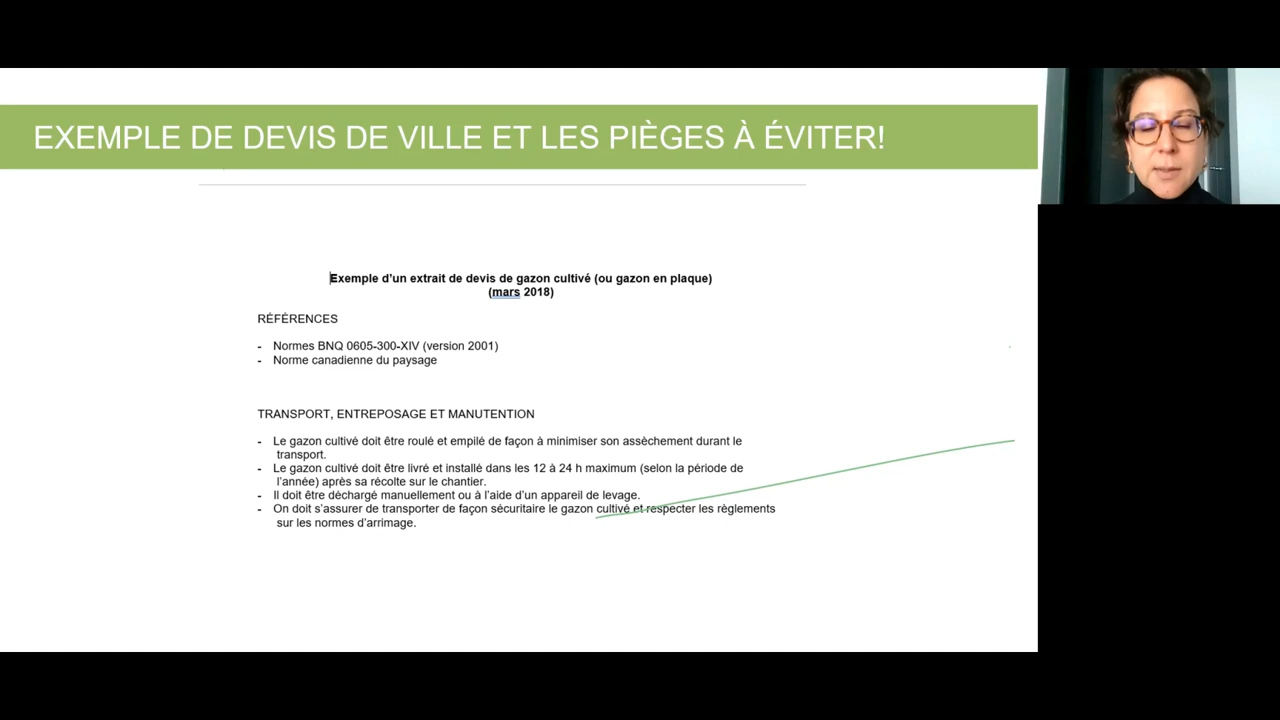 EXEMPLE DE DEVIS DE VILLE ET LES PIÈGES À ÉVITER!
Exemple d'un extrait de devis de gazon cultivé (ou gazon en plaque)
(mars 2018)
RÉFÉRENCES
- Normes BNQ 0605-300-XIV (version 2001)
- Norme canadienne du paysage
TRANSPORT, ENTREPOSAGE ET MANUTENTION
- Le gazon cultivé doit être roulé et empilé de façon à minimiser son assèchement durant le
transport.
- Le gazon cultivé doit être livré et installé dans les 12 à 24 h maximum (selon la période de
l'année) après sa récolte sur le chantier.
- Il doit être déchargé manuellement ou à l'aide d'un appareil de levage.
- On doit s'assurer de transporter de façon sécuritaire le gazon cultivé et respecter les règlements
sur les normes d'arrimage.